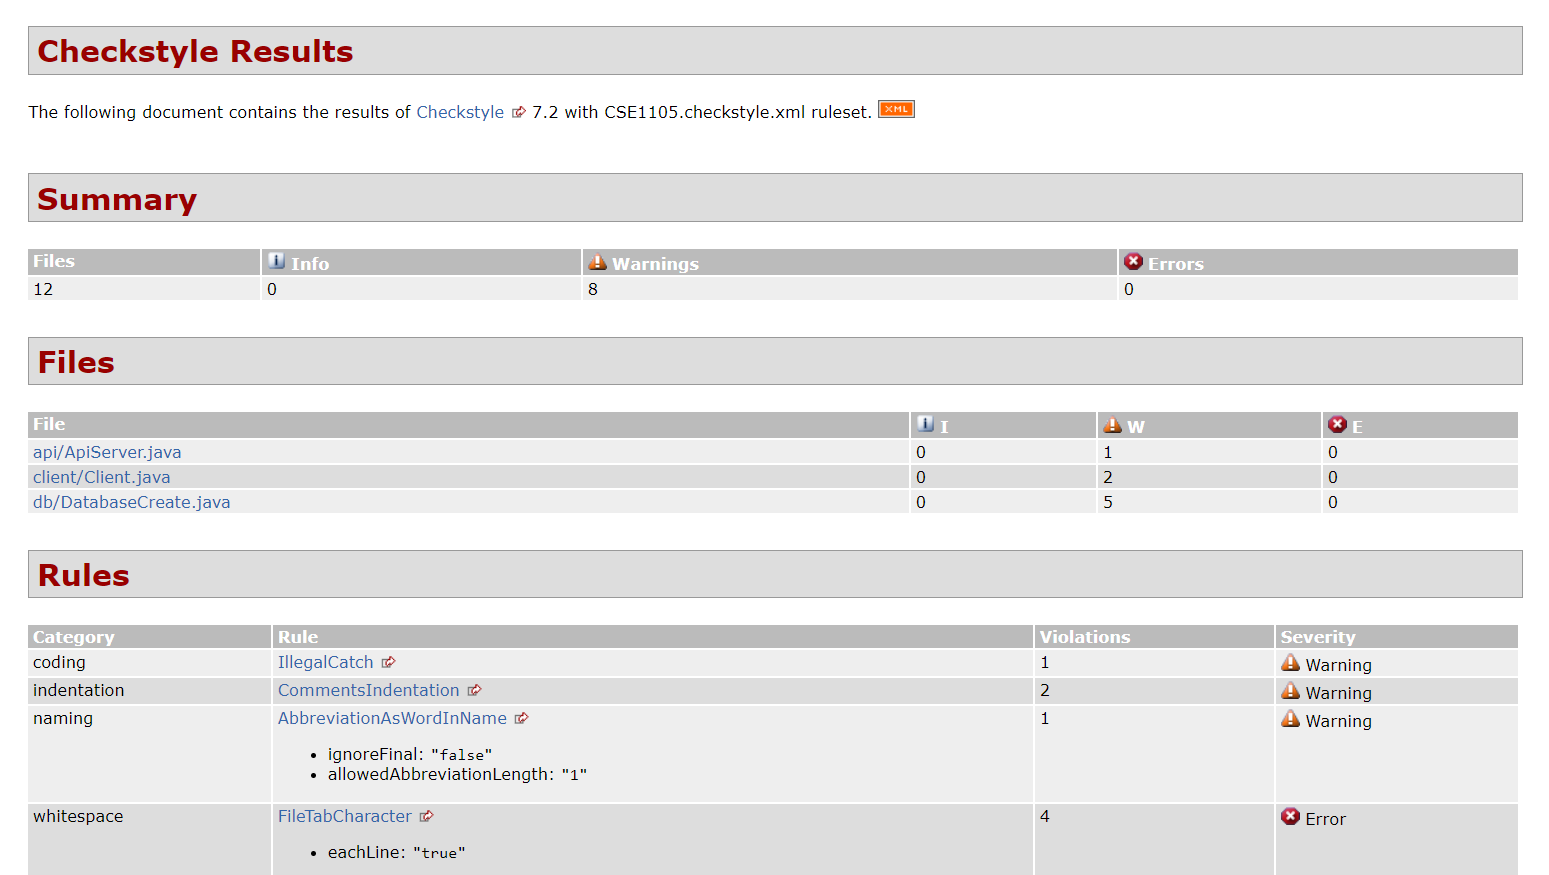 Checkstyle Results
The following document contains the results of Checkstyle 7.2 with CSE1105.checkstyle.xml ruleset. XML
Summary
Files Info Warnings Errors
12 0 8 0
Files
File I W E
api/ApiServer.java 0 1 0
client/Client.java 0 2 0
db/DatabaseCreate.java 0 5 0
Rules
Category Rule Violations Severity
coding IllegalCatch 1 Warning
indentation CommentsIndentation 2 Warning
naming AbbreviationAsWordInName 1 Warning
• ignoreFinal: "false"
• allowedAbbreviationLength: "1"
whitespace FileTabCharacter 4 Error
• eachLine: "true"